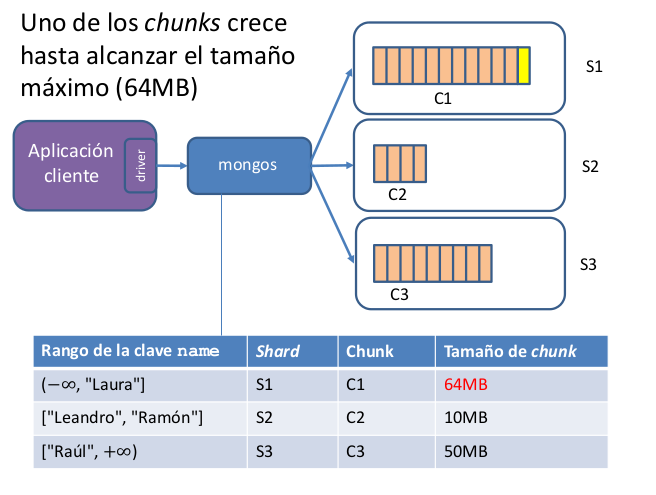 Uno de los chunks crece
hasta alcanzar el tamaño
máximo (64MB)
S1
C1
Aplicación
cliente
driver
mongos
S2
C2
S3
C3
Rango de la clave name Shard Chunk Tamaño de chunk
(−∞, "Laura"] S1 C1 64MB
["Leandro", "Ramón"] S2 C2 10MB
["Raúl", +∞) S3 C3 50MB